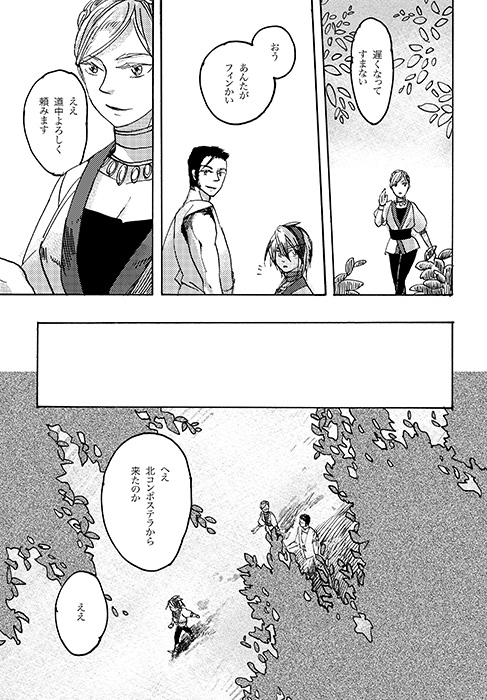 遅くなって
すまない
おう
あんたが
フィンかい
ええ
道中よろしく
頼みます
へえ
北コンポステラから
来たのか
ええ